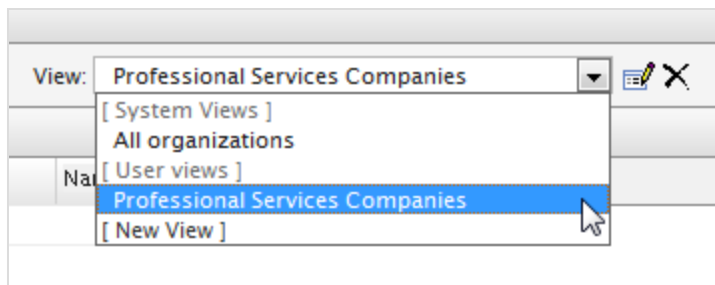 View: Professional Services Companies
[ System Views ]
All organizations
[ User views ]
Professional Services Companies
[ New View ]